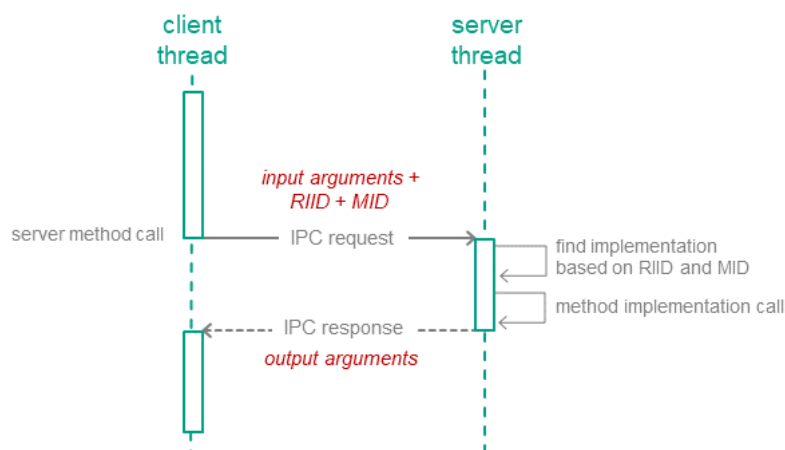 client
thread
server
thread
input arguments +
RIID + MID
server method call
IPC request
find implementation
based on RIID and MID
method implementation call
IPC response
output arguments